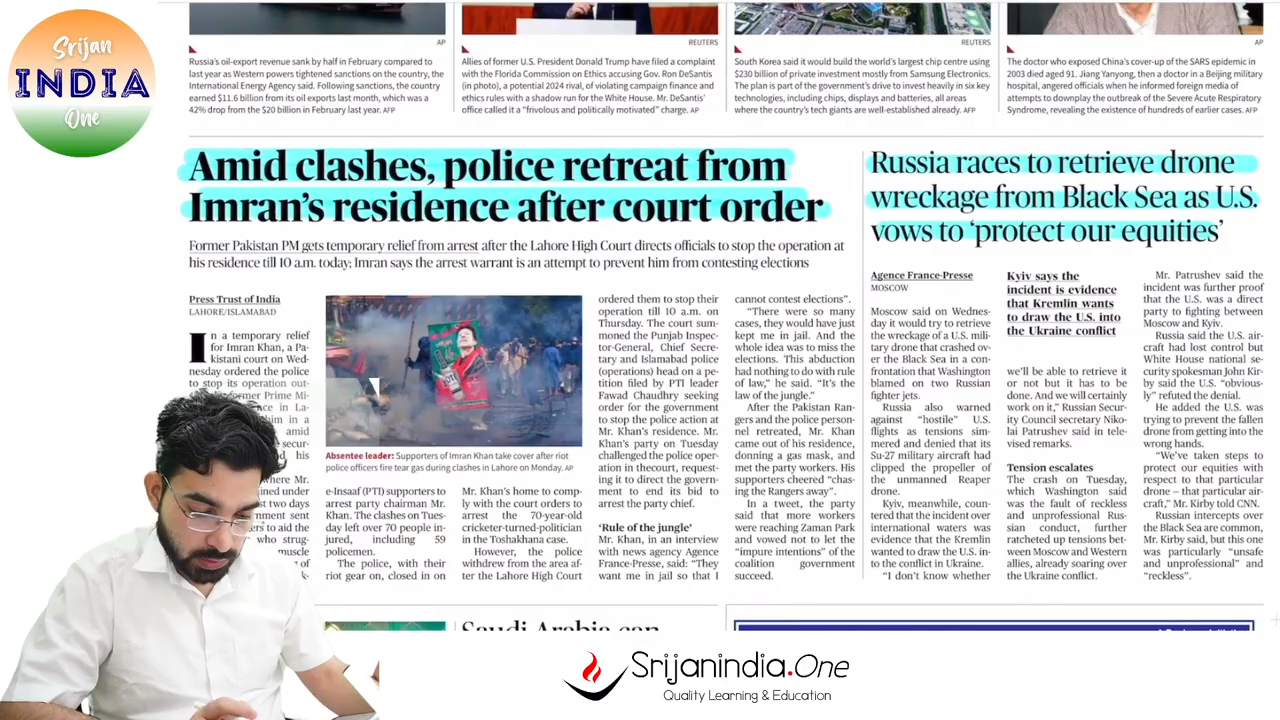 Srijan
INDIA
One
AP
Russia's oil-export revenue sank by half in February compared to
last year as Western powers tightened sanctions on the country, the
International Energy Agency said. Following sanctions, the country
earned $11.6 billion from its oil exports last month, which was a
42% drop from the $20 billion in February last year. AFP
REUTERS
Allies of former U.S. President Donald Trump have filed a complaint
with the Florida Commission on Ethics accusing Gov. Ron DeSantis
(in photo), a potential 2024 rival, of violating campaign finance and
ethics rules with a shadow run for the White House. Mr. DeSantis'
office called it a "frivolous and politically motivated" charge. AP
REUTERS
South Korea said it would build the world's largest chip centre using
$230 billion of private investment mostly from Samsung Electronics.
The plan is part of the government's drive to invest heavily in six key
technologies, including chips, displays and batteries, all areas
where the country's tech giants are well-established already. AFP
AP
The doctor who exposed China's cover-up of the SARS epidemic in
2003 died aged 91. Jiang Yanyong, then a doctor in a Beijing military
hospital, angered officials when he informed foreign media of
attempts to downplay the outbreak of the Severe Acute Respiratory
Syndrome, revealing the existence of hundreds of earlier cases. AFP
Amid clashes, police retreat from
Imran's residence after court order
Former Pakistan PM gets temporary relief from arrest after the Lahore High Court directs officials to stop the operation at
his residence till 10 a.m. today; Imran says the arrest warrant is an attempt to prevent him from contesting elections
Press Trust of India
LAHORE/ISLAMABAD
In a temporary relief
for Imran Khan, a Pa-
kistani court on Wed-
nesday ordered the police
to stop its operation out-
former Prime Mi-
in La-
him in a
amid
secur-
his
where Mr.
under
two days
sent
to aid the
who strug-
muscle
of
Absentee leader: Supporters of Imran Khan take cover after riot
police officers fire tear gas during clashes in Lahore on Monday. AP
e-Insaaf (PTI) supporters to
arrest party chairman Mr.
Khan. The clashes on Tues-
day left over 70 people in-
jured, including 59
policemen.
The police, with their
riot gear on, closed in on
Mr. Khan's home to comp-
ly with the court orders to
arrest the 70-year-old
cricketer-turned-politician
in the Toshakhana case.
However, the police
withdrew from the area af-
ter the Lahore High Court
ordered them to stop their
operation till 10 a.m. on
Thursday. The court sum-
moned the Punjab Inspec-
tor-General, Chief Secre-
tary and Islamabad police
(operations) head on a pe-
tition filed by PTI leader
Fawad Chaudhry seeking
order for the government
to stop the police action at
Mr. Khan's residence. Mr.
Khan's party on Tuesday
challenged the police oper-
ation in thecourt, request-
ing it to direct the govern-
ment to end its bid to
arrest the party chief.
'Rule of the jungle'
Mr. Khan, in an interview
with news agency Agence
France-Presse, said: "They
want me in jail so that I
cannot contest elections".
"There were so many
cases, they would have just
kept me in jail. And the
whole idea was to miss the
elections. This abduction
had nothing to do with rule
of law," he said. "It's the
law of the jungle."
After the Pakistan Ran-
gers and the police person-
nel retreated, Mr. Khan
came out of his residence,
donning a gas mask, and
met the party workers. His
supporters cheered "chas-
ing the Rangers away".
In a tweet, the party
said that more workers
were reaching Zaman Park
and vowed not to let the
"impure intentions" of the
coalition government
succeed.
Russia races to retrieve drone
wreckage from Black Sea as U.S.
vows to 'protect our equities'
Agence France-Presse
MOSCOW
Moscow said on Wednes-
day it would try to retrieve
the wreckage of a U.S. mili-
tary drone that crashed ov-
er the Black Sea in a con-
frontation that Washington
blamed on two Russian
fighter jets.
Russia also warned
against "hostile" U.S.
flights as tensions sim-
mered and denied that its
Su-27 military aircraft had
clipped the propeller of
the unmanned Reaper
drone.
Kyiv, meanwhile, coun-
tered that the incident over
international waters was
evidence that the Kremlin
wanted to draw the U.S. in-
to the conflict in Ukraine.
"I don't know whether
Kyiv says the
incident is evidence
that Kremlin wants
to draw the U.S. into
the Ukraine conflict
we'll be able to retrieve it
or not but it has to be
done. And we will certainly
work on it," Russian Secur-
ity Council secretary Niko-
lai Patrushev said in tele-
vised remarks.
Tension escalates
The crash on Tuesday,
which Washington said
was the fault of reckless
and unprofessional Rus-
sian conduct, further
ratcheted up tensions bet-
ween Moscow and Western
allies, already soaring over
the Ukraine conflict.
Mr. Patrushev said the
incident was further proof
that the U.S. was a direct
party to fighting between
Moscow and Kyiv.
Russia said the U.S. air-
craft had lost control but
White House national se-
curity spokesman John Kir-
by said the U.S. "obvious-
ly" refuted the denial.
He added the U.S. was
trying to prevent the fallen
drone from getting into the
wrong hands.
"We've taken steps to
protect our equities with
respect to that particular
drone – that particular air-
craft," Mr. Kirby told CNN.
Russian intercepts over
the Black Sea are common,
Mr. Kirby said, but this one
was particularly "unsafe
and unprofessional" and
"reckless".
Saudi Arabia can
Srijanindia.One
Quality Learning & Education